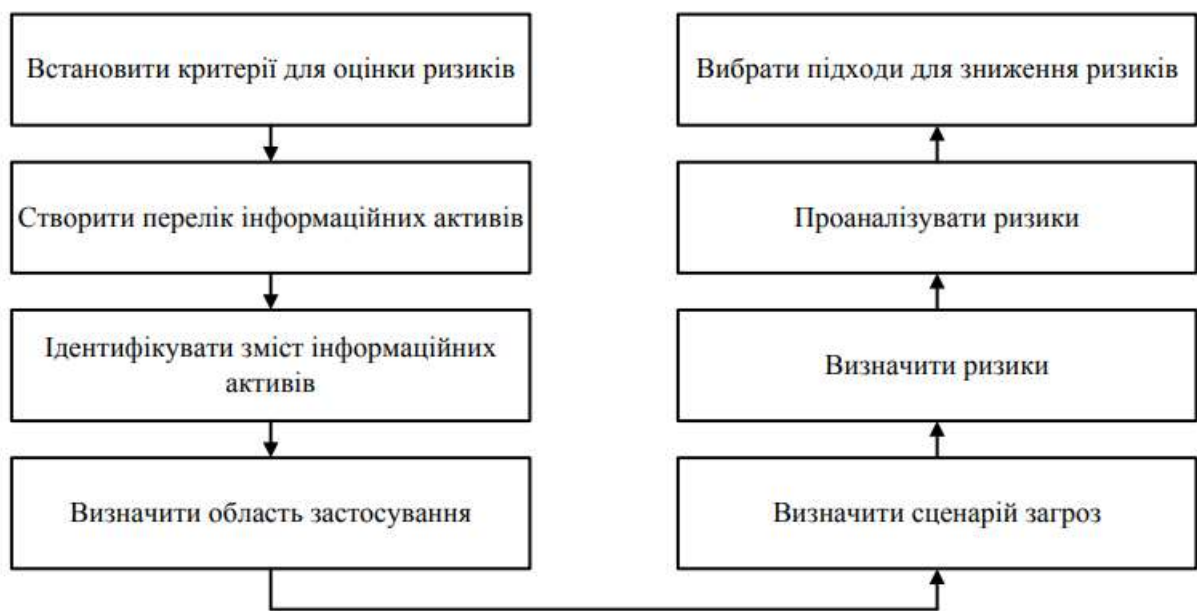 Встановити критерії для оцінки ризиків
Створити перелік інформаційних активів
Ідентифікувати зміст інформаційних
активів
Визначити область застосування
Визначити сценарій загроз
Визначити ризики
Проаналізувати ризики
Вибрати підходи для зниження ризиків